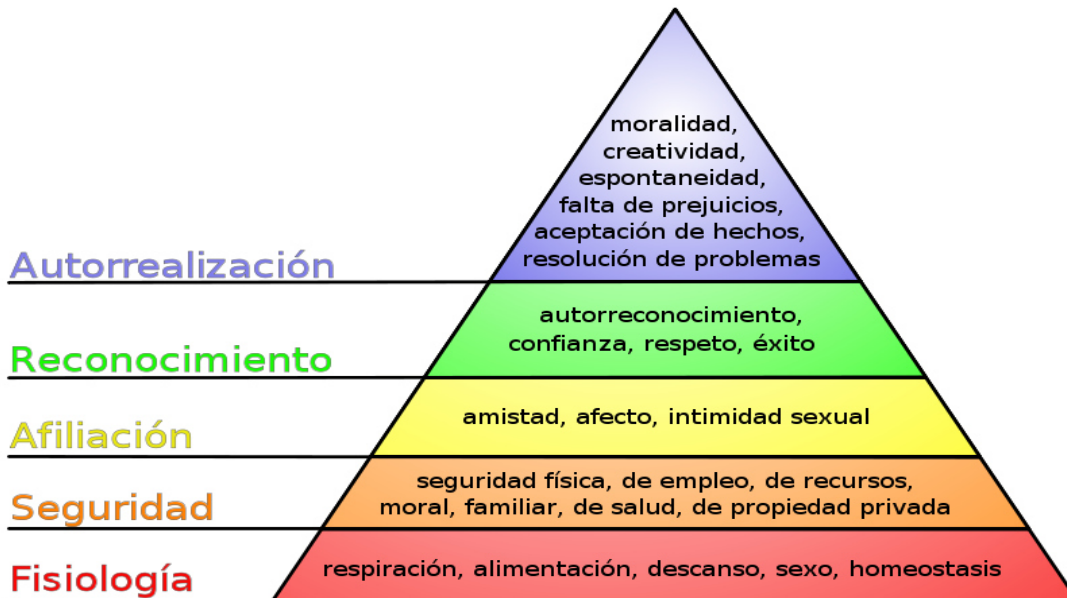 moralidad,
creatividad,
espontaneidad,
falta de prejuicios,
aceptación de hechos,
resolución de problemas
Autorrealización
autorreconocimiento,
confianza, respeto, éxito
Reconocimiento
amistad, afecto, intimidad sexual
Afiliación
seguridad física, de empleo, de recursos,
moral, familiar, de salud, de propiedad privada
Seguridad
respiración, alimentación, descanso, sexo, homeostasis
Fisiología